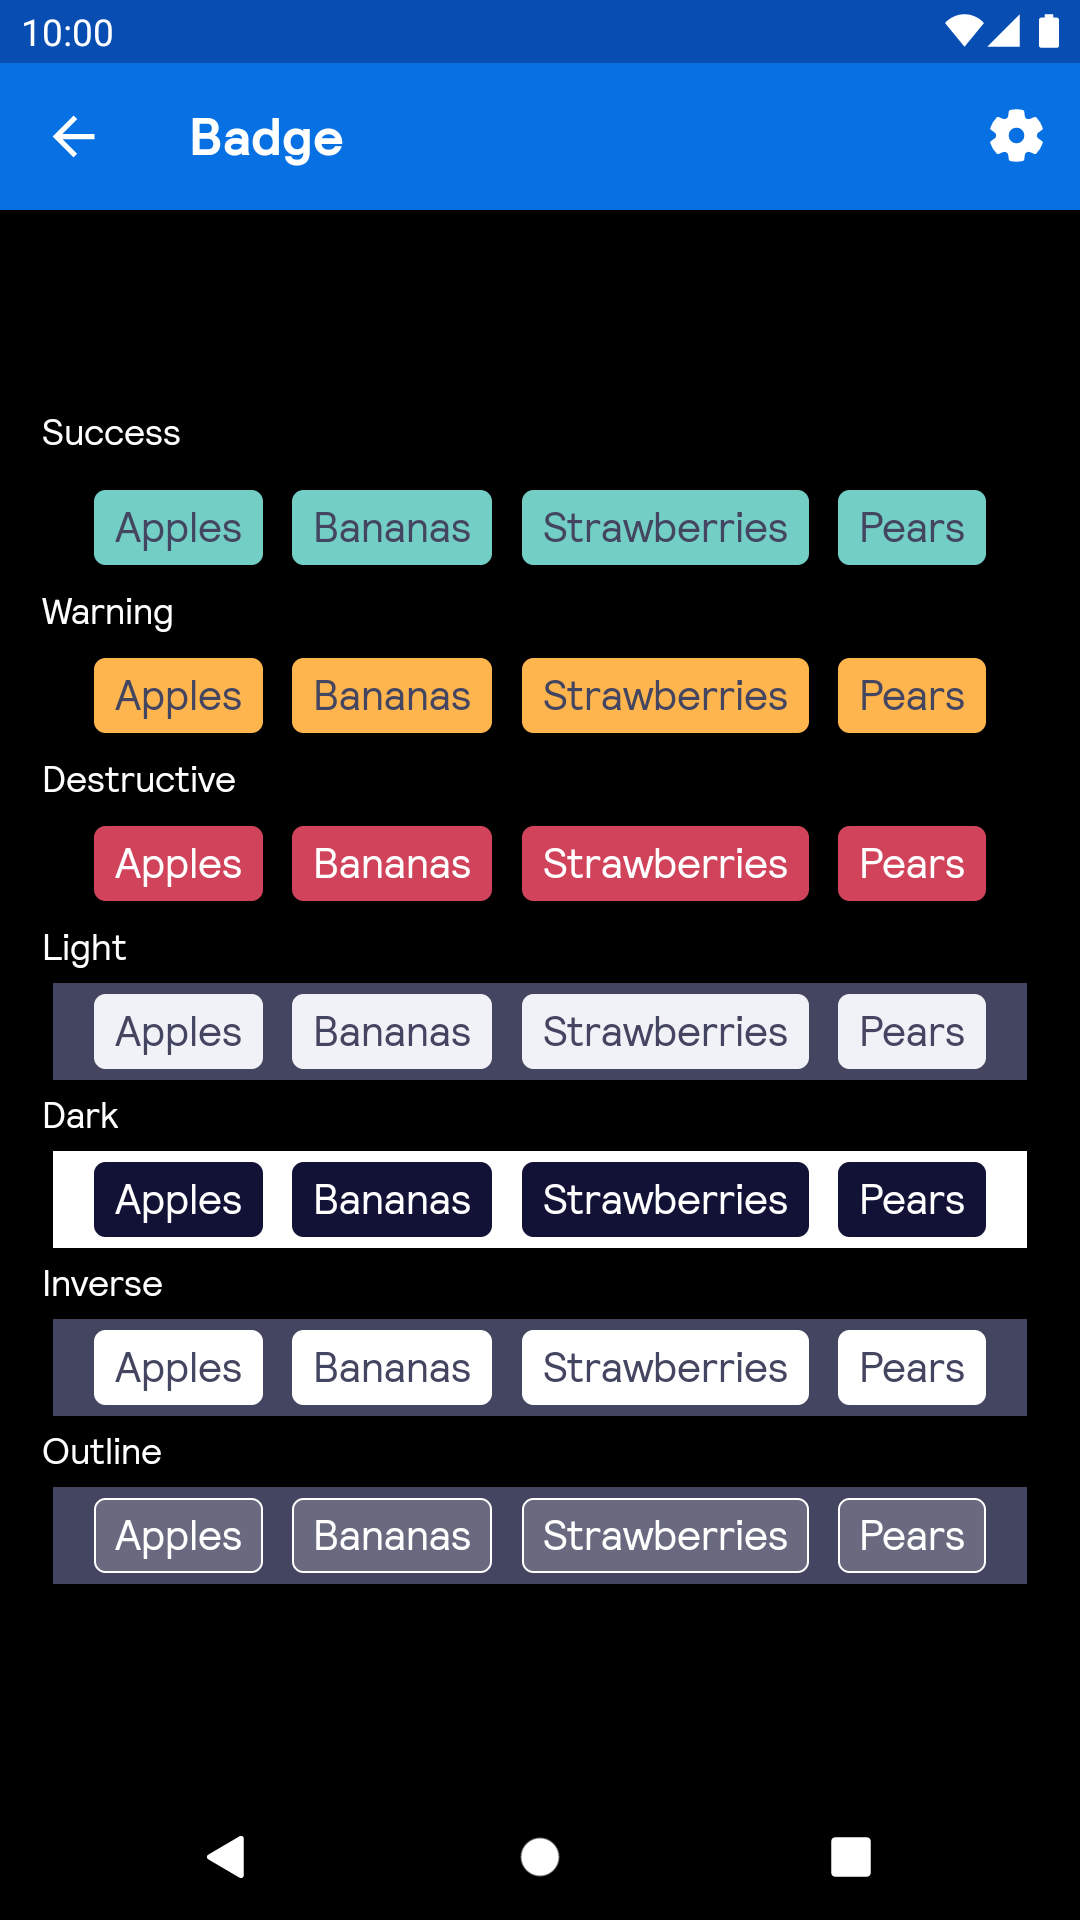 10:00
Badge
Success
Apples Bananas Strawberries Pears
Warning
Apples Bananas Strawberries Pears
Destructive
Apples Bananas Strawberries Pears
Light
Apples Bananas Strawberries Pears
Dark
Apples Bananas Strawberries Pears
Inverse
Apples Bananas Strawberries Pears
Outline
Apples Bananas Strawberries Pears